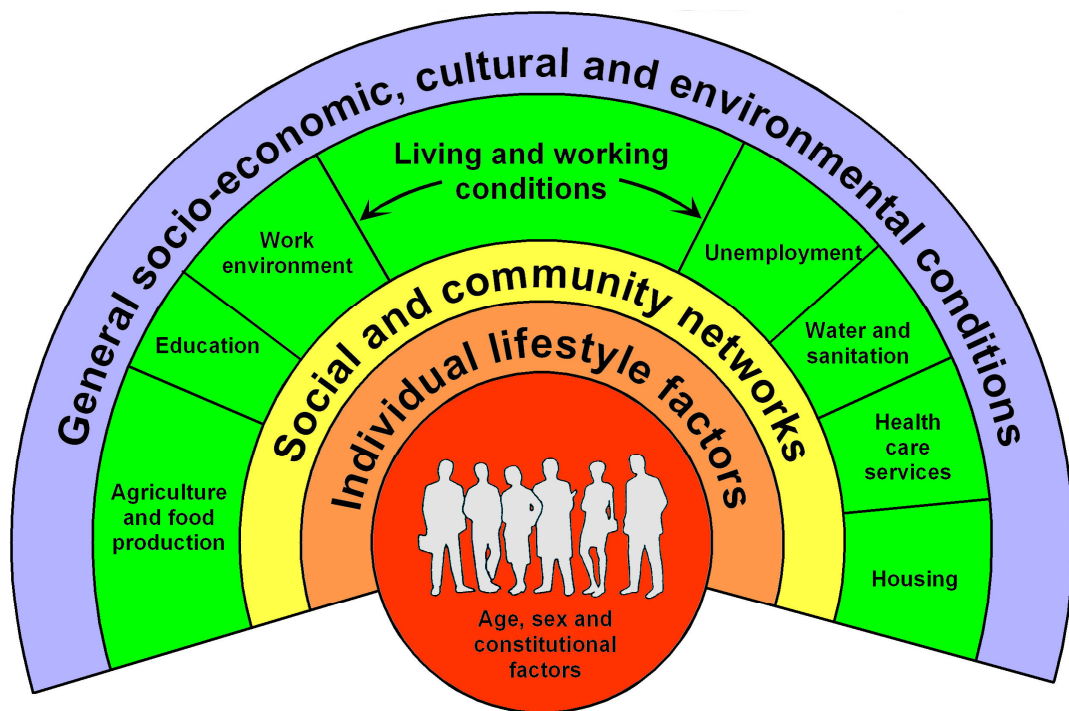 General socio-economic, cultural and environmental conditions
Living and working
conditions
Work
environment
Unemployment
Education
Water and
sanitation
Agriculture
and food
production
Health
care
services
Housing
Social and community networks
Individual lifestyle factors
Age, sex and
constitutional
factors